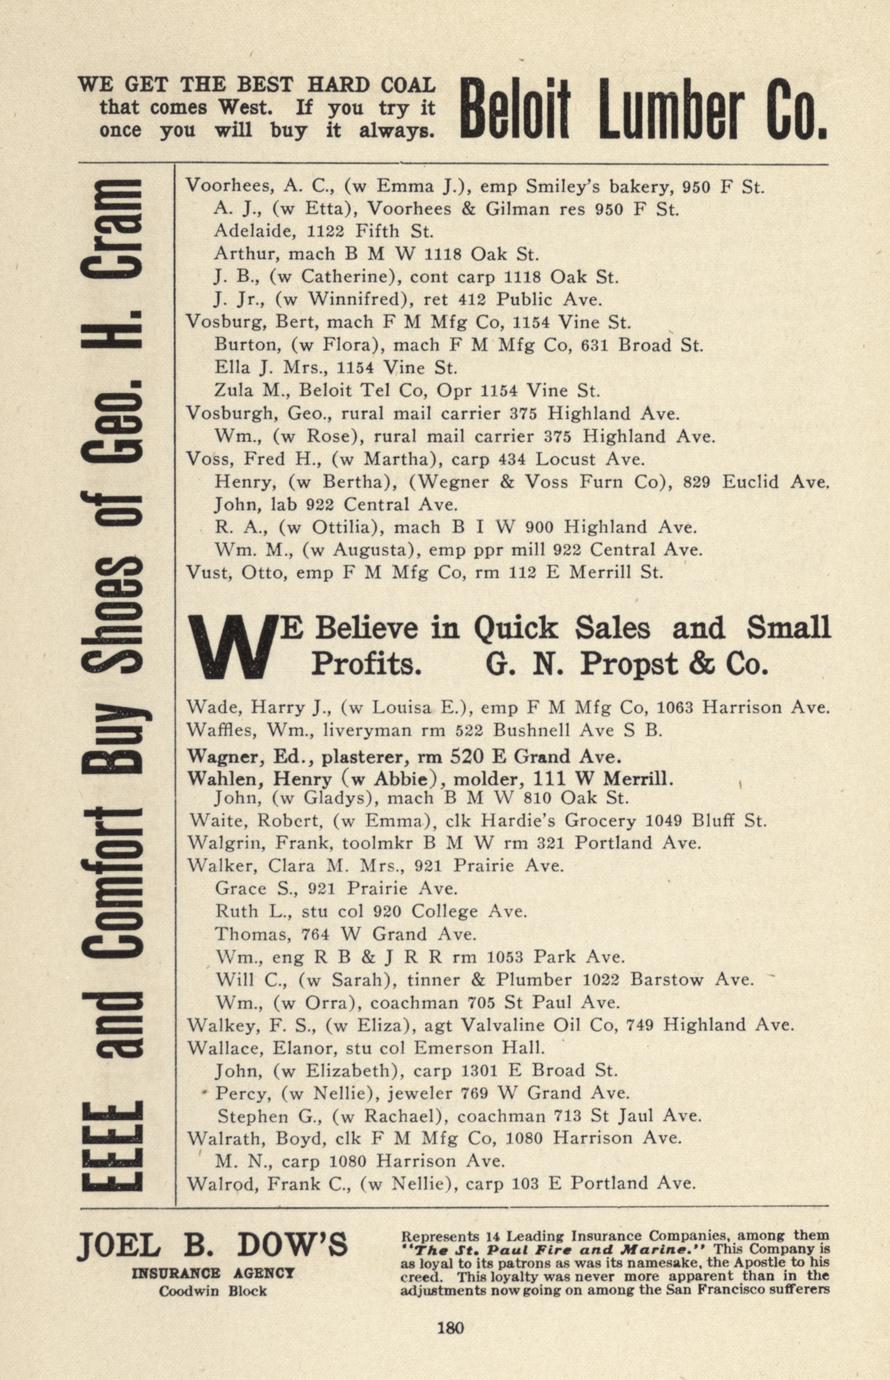 WE GET THE BEST HARD COAL
that comes West. If you try it
once you will buy it always.
Beloit Lumber Co.
EEEE and Comfort Buy Shoes of Geo. H. Cram
Voorhees, A. C., (w Emma J.), emp Smiley's bakery, 950 F St.
A. J., (w Etta), Voorhees & Gilman res 950 F St.
Adelaide, 1122 Fifth St.
Arthur, mach B M W 1118 Oak St.
J. B., (w Catherine), cont carp 1118 Oak St.
J. Jr., (w Winnifred), ret 412 Public Ave.
Vosburg, Bert, mach F M Mfg Co, 1154 Vine St.
Burton, (w Flora), mach F M Mfg Co, 631 Broad St.
Ella J. Mrs., 1154 Vine St.
Zula M., Beloit Tel Co, Opr 1154 Vine St.
Vosburgh, Geo., rural mail carrier 375 Highland Ave.
Wm., (w Rose), rural mail carrier 375 Highland Ave.
Voss, Fred H., (w Martha), carp 434 Locust Ave.
Henry, (w Bertha), (Wegner & Voss Furn Co), 829 Euclid Ave.
John, lab 922 Central Ave.
R. A., (w Ottilia), mach B I W 900 Highland Ave.
Wm. M., (w Augusta), emp ppr mill 922 Central Ave.
Vust, Otto, emp F M Mfg Co, rm 112 E Merrill St.
WE Believe in Quick Sales and Small
Profits. G. N. Propst & Co.
Wade, Harry J., (w Louisa E.), emp F M Mfg Co, 1063 Harrison Ave.
Waffles, Wm., liveryman rm 522 Bushnell Ave S B.
Wagner, Ed., plasterer, rm 520 E Grand Ave.
Wahlen, Henry (w Abbie), molder, 111 W Merrill.
John, (w Gladys), mach B M W 810 Oak St.
Waite, Robert, (w Emma), clk Hardie's Grocery 1049 Bluff St.
Walgrin, Frank, toolmkr B M W rm 321 Portland Ave.
Walker, Clara M. Mrs., 921 Prairie Ave.
Grace S., 921 Prairie Ave.
Ruth L., stu col 920 College Ave.
Thomas, 764 W Grand Ave.
Wm., eng R B & J R R rm 1053 Park Ave.
Will C., (w Sarah), tinner & Plumber 1022 Barstow Ave.
Wm., (w Orra), coachman 705 St Paul Ave.
Walkey, F. S., (w Eliza), agt Valvaline Oil Co, 749 Highland Ave.
Wallace, Elanor, stu col Emerson Hall.
John, (w Elizabeth), carp 1301 E Broad St.
Percy, (w Nellie), jeweler 769 W Grand Ave.
Stephen G., (w Rachael), coachman 713 St Jaul Ave.
Walrath, Boyd, clk F M Mfg Co, 1080 Harrison Ave.
M. N., carp 1080 Harrison Ave.
Walrod, Frank C., (w Nellie), carp 103 E Portland Ave.
JOEL B. DOW'S
INSURANCE AGENCY
Coodwin Block
Represents 14 Leading Insurance Companies, among them
"The St. Paul Fire and Marine." This Company is
as loyal to its patrons as was its namesake, the Apostle to his
creed. This loyalty was never more apparent than in the
adjustments now going on among the San Francisco sufferers
180